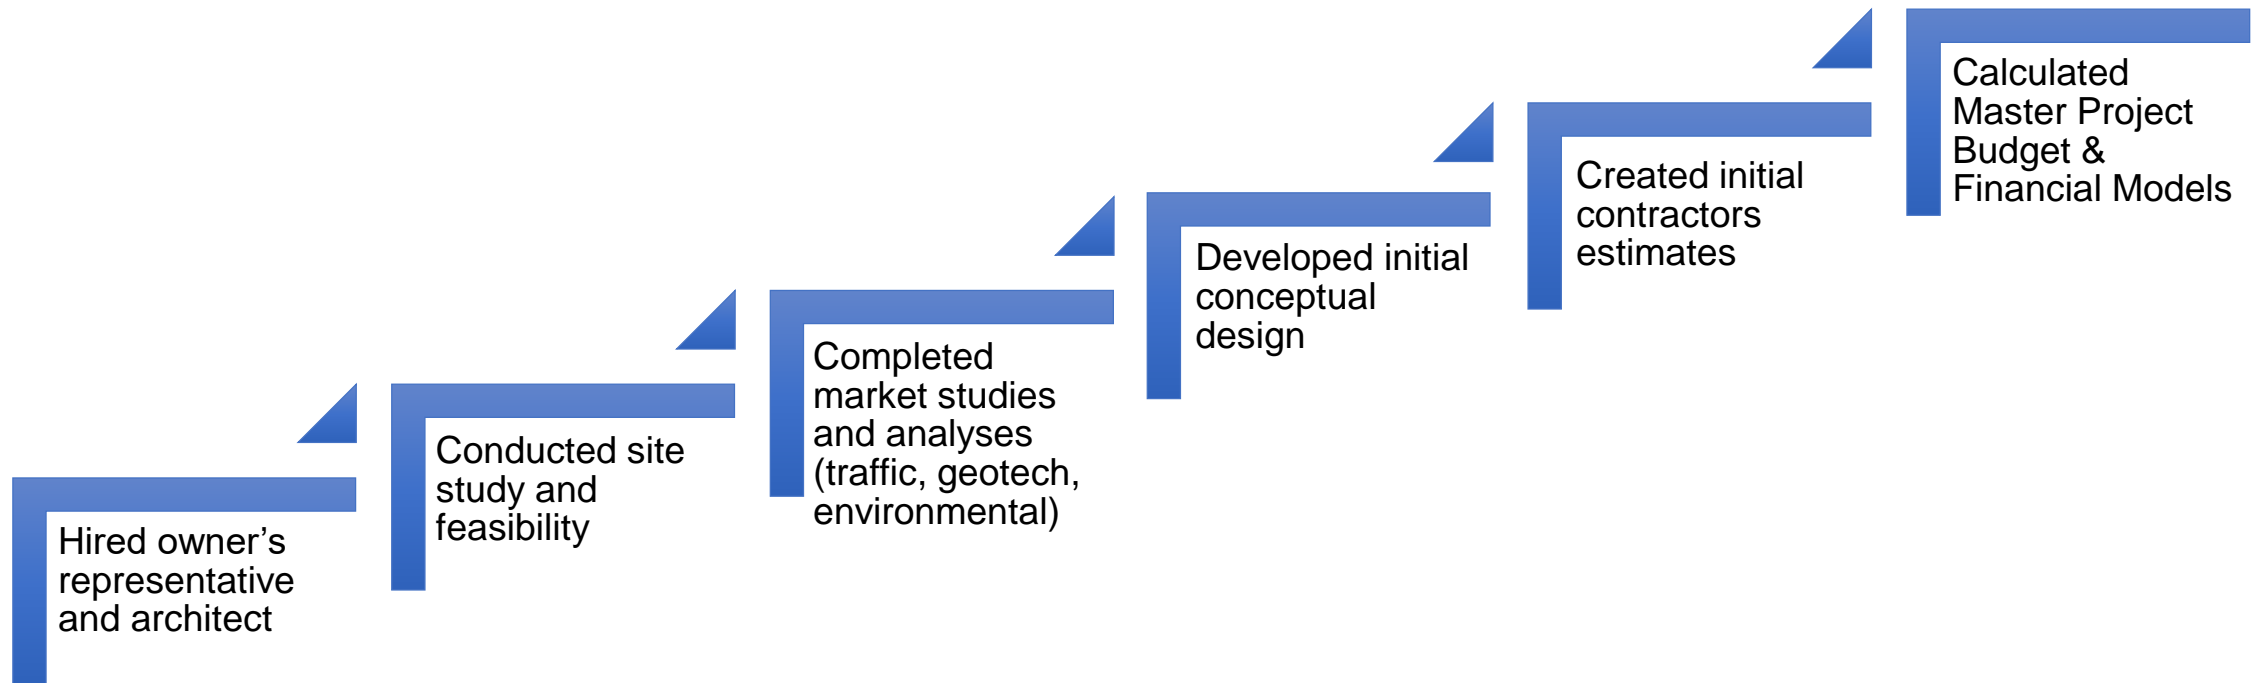 Hired owner’s
representative
and architect
Conducted site
study and
feasibility
Completed
market studies
and analyses
(traffic, geotech,
environmental)
Developed initial
conceptual
design
Created initial
contractors
estimates
Calculated
Master Project
Budget &
Financial Models